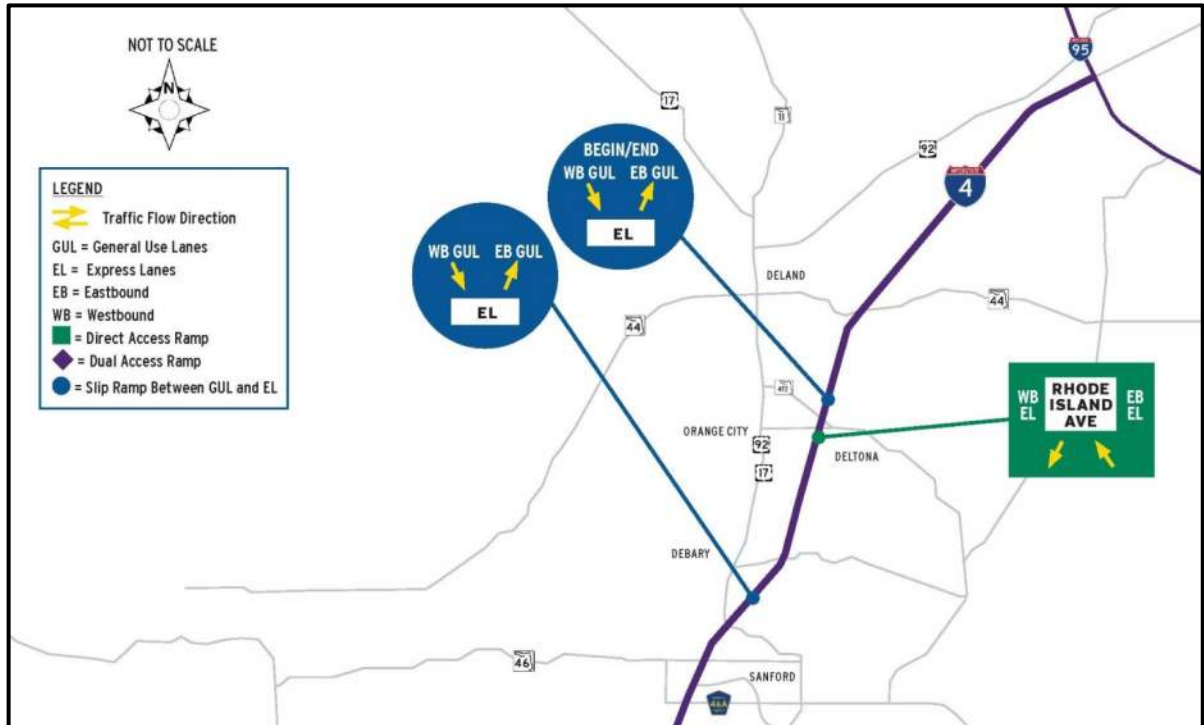 NOT TO SCALE
N
LEGEND
Traffic Flow Direction
GUL = General Use Lanes
EL = Express Lanes
EB = Eastbound
WB = Westbound
= Direct Access Ramp
= Dual Access Ramp
= Slip Ramp Between GUL and EL
BEGIN/END
WB GUL EB GUL
EL
WB GUL EB GUL
EL
17
11
92
95
4
DELAND
44
44
ORANGE CITY
92
17
DELTONA
WB
EL
RHODE
ISLAND
AVE
EB
EL
DEBARY
46
SANFORD
46A